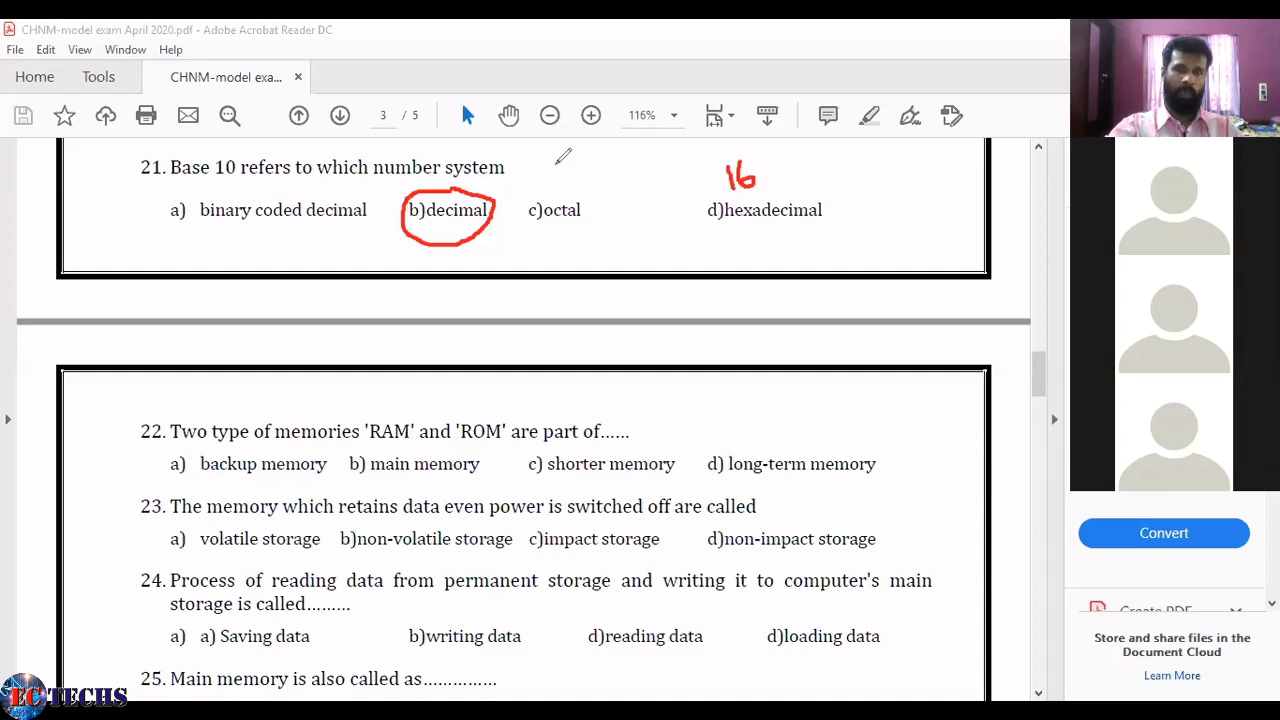 CHNM-model exam April 2020.pdf - Adobe Acrobat Reader DC
File Edit View Window Help
Home Tools CHNM-model exa... ×
3 / 5 116%
21. Base 10 refers to which number system
16
a) binary coded decimal b)decimal c)octal d)hexadecimal
22. Two type of memories 'RAM' and 'ROM' are part of......
a) backup memory b) main memory c) shorter memory d) long-term memory
23. The memory which retains data even power is switched off are called
a) volatile storage b)non-volatile storage c)impact storage d)non-impact storage
24. Process of reading data from permanent storage and writing it to computer's main
storage is called.........
a) a) Saving data b)writing data d)reading data d)loading data
25. Main memory is also called as...............
Convert
Create PDF
Store and share files in the
Document Cloud
Learn More
EC TECHS